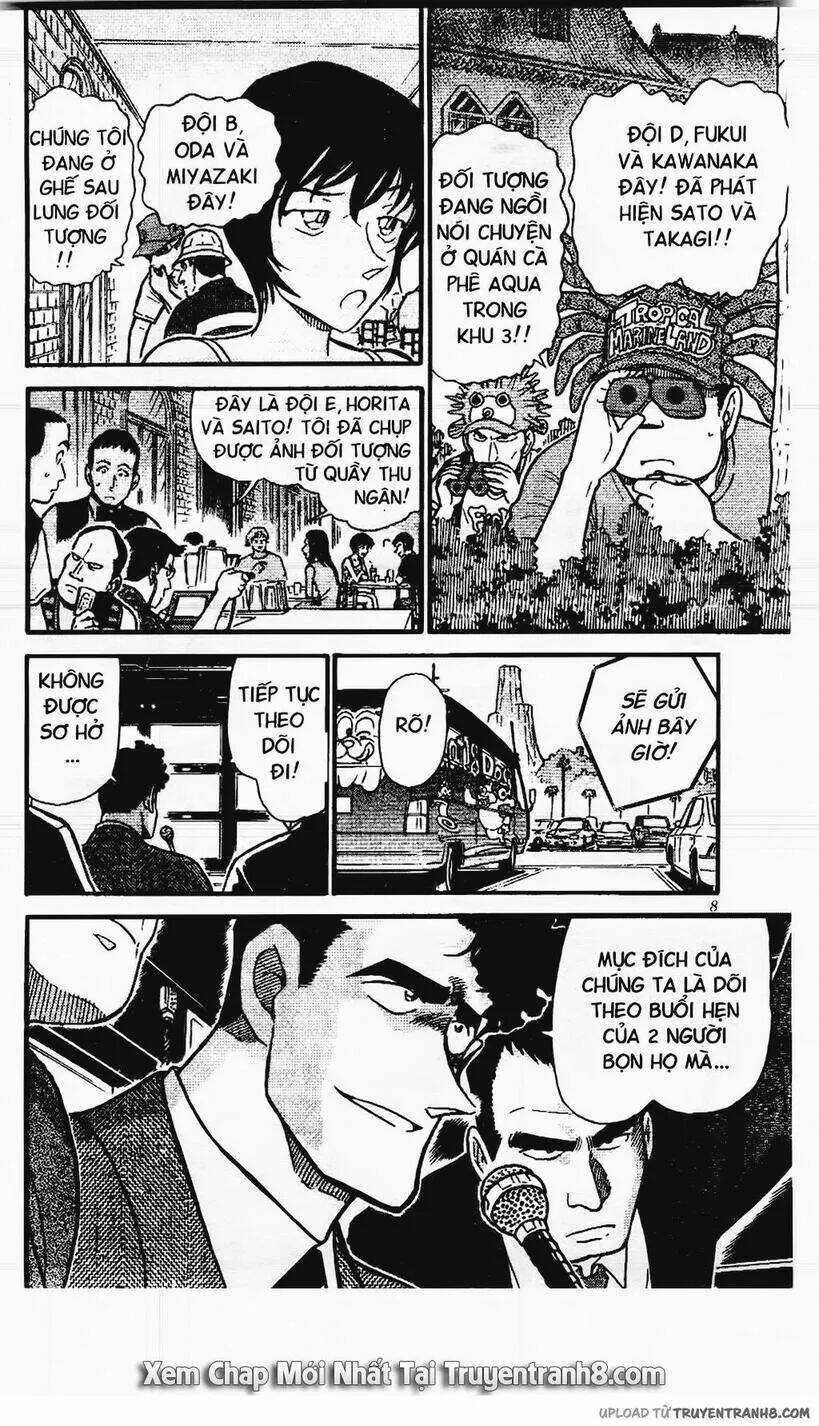 ĐỘI D, FUKUI
VÀ KAWANAKA
ĐÂY! ĐÃ PHÁT
HIỆN SATO VÀ
TAKAGI!!
ĐỐI TƯỢNG
ĐANG NGỒI
NÓI CHUYỆN
Ở QUÁN CÀ
PHÊ AQUA
TRONG
KHU 3!!
TROPICAL
MARINE LAND
ĐỘI B,
ODA VÀ
MIYAZAKI
ĐÂY!
CHÚNG TÔI
ĐANG Ở
GHẾ SAU
LƯNG ĐỐI
TƯỢNG
!!
ĐÂY LÀ ĐỘI E, HORITA
VÀ SAITO! TÔI ĐÃ CHỤP
ĐƯỢC ẢNH ĐỐI TƯỢNG
TỪ QUẦY THU
NGÂN!
SẼ GỬI
ẢNH BÂY
GIỜ!
RÕ!
TIẾP TỤC
THEO
DÕI
ĐI!
KHÔNG
ĐƯỢC
SƠ HỞ
...
8
MỤC ĐÍCH CỦA
CHÚNG TA LÀ DÕI
THEO BUỔI HẸN
CỦA 2 NGƯỜI
BỌN HỌ MÀ...
Xem Chap Mới Nhất Tại Truyentranh8.com
UPLOAD TỪ TRUYENTRANH8.COM